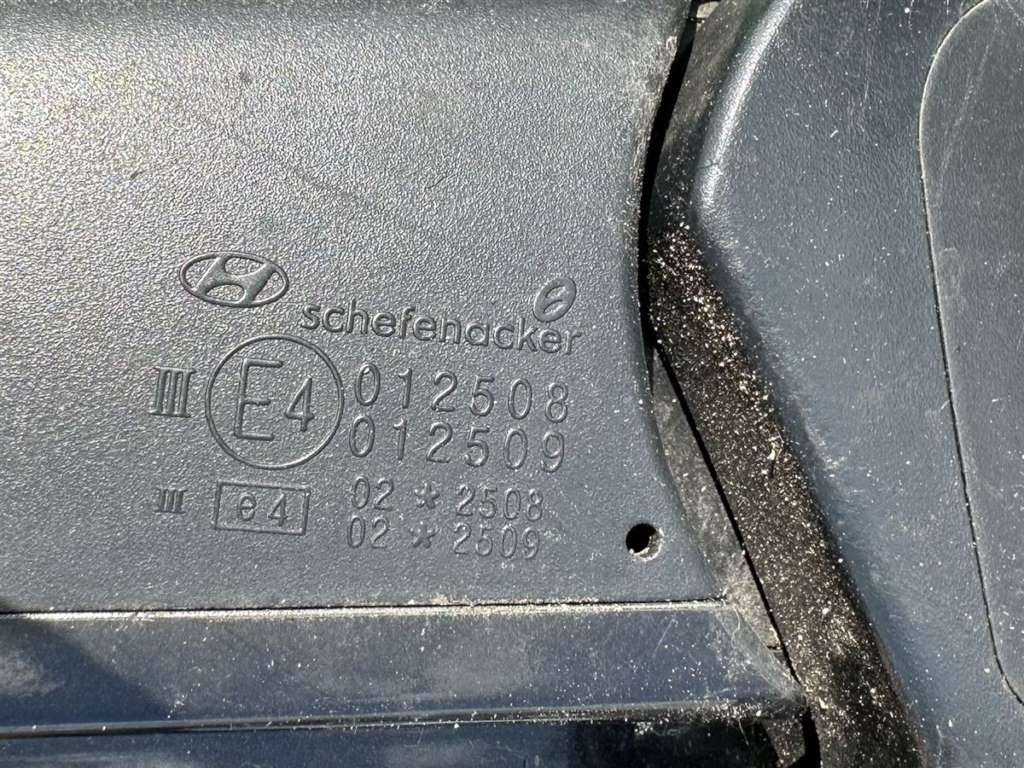 schefenacker
III E4 012508
012509
III e4 02 * 2508
02 * 2509